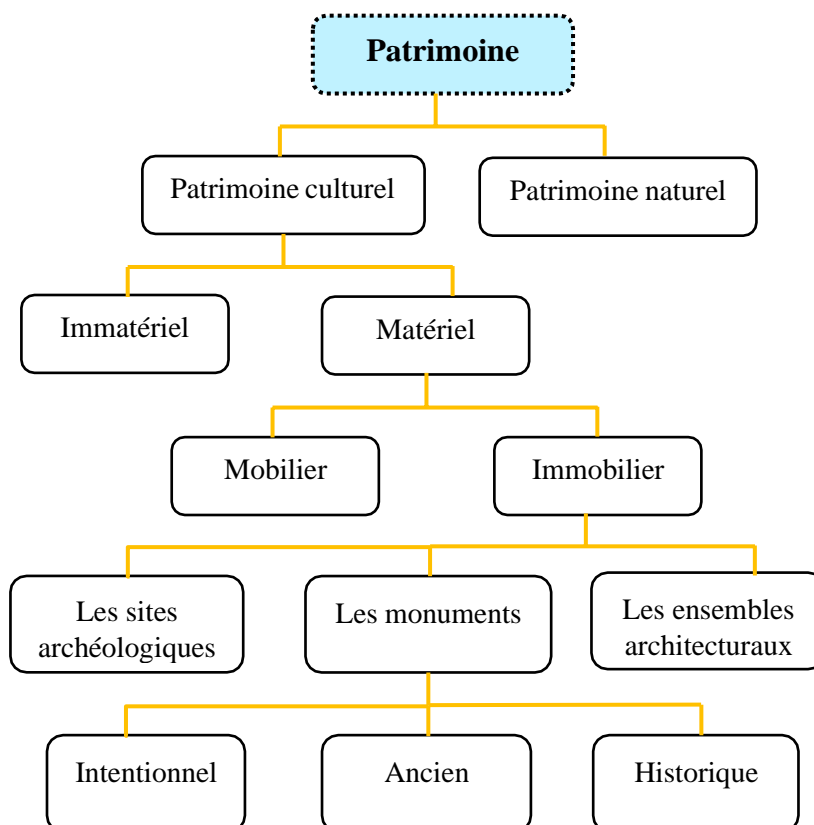 Patrimoine
Patrimoine culturel
Patrimoine naturel
Immatériel
Matériel
Mobilier
Immobilier
Les sites
archéologiques
Les monuments
Les ensembles
architecturaux
Intentionnel
Ancien
Historique